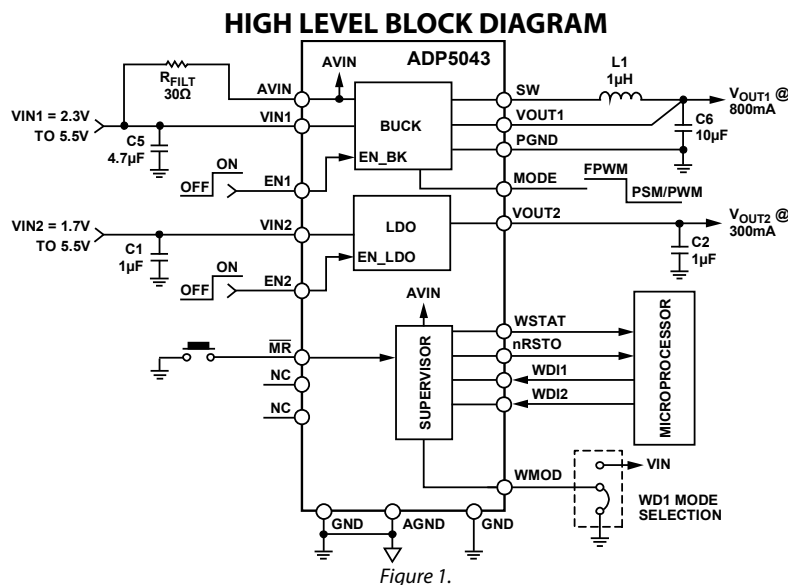 HIGH LEVEL BLOCK DIAGRAM
ADP5043
AVIN
RFILT
30Ω
AVIN
VIN1 = 2.3V
TO 5.5V
VIN1
C5
4.7µF
BUCK
EN_BK
ON
OFF
EN1
SW
L1
1µH
VOUT1
VOUT1 @
800mA
C6
10µF
PGND
MODE
FPWM
PSM/PWM
VIN2 = 1.7V
TO 5.5V
VIN2
C1
1µF
LDO
EN_LDO
ON
OFF
EN2
VOUT2
VOUT2 @
300mA
C2
1µF
AVIN
MR
NC
NC
SUPERVISOR
WSTAT
nRSTO
WDI1
WDI2
MICROPROCESSOR
WMOD
VIN
WD1 MODE
SELECTION
GND
AGND
GND
Figure 1.